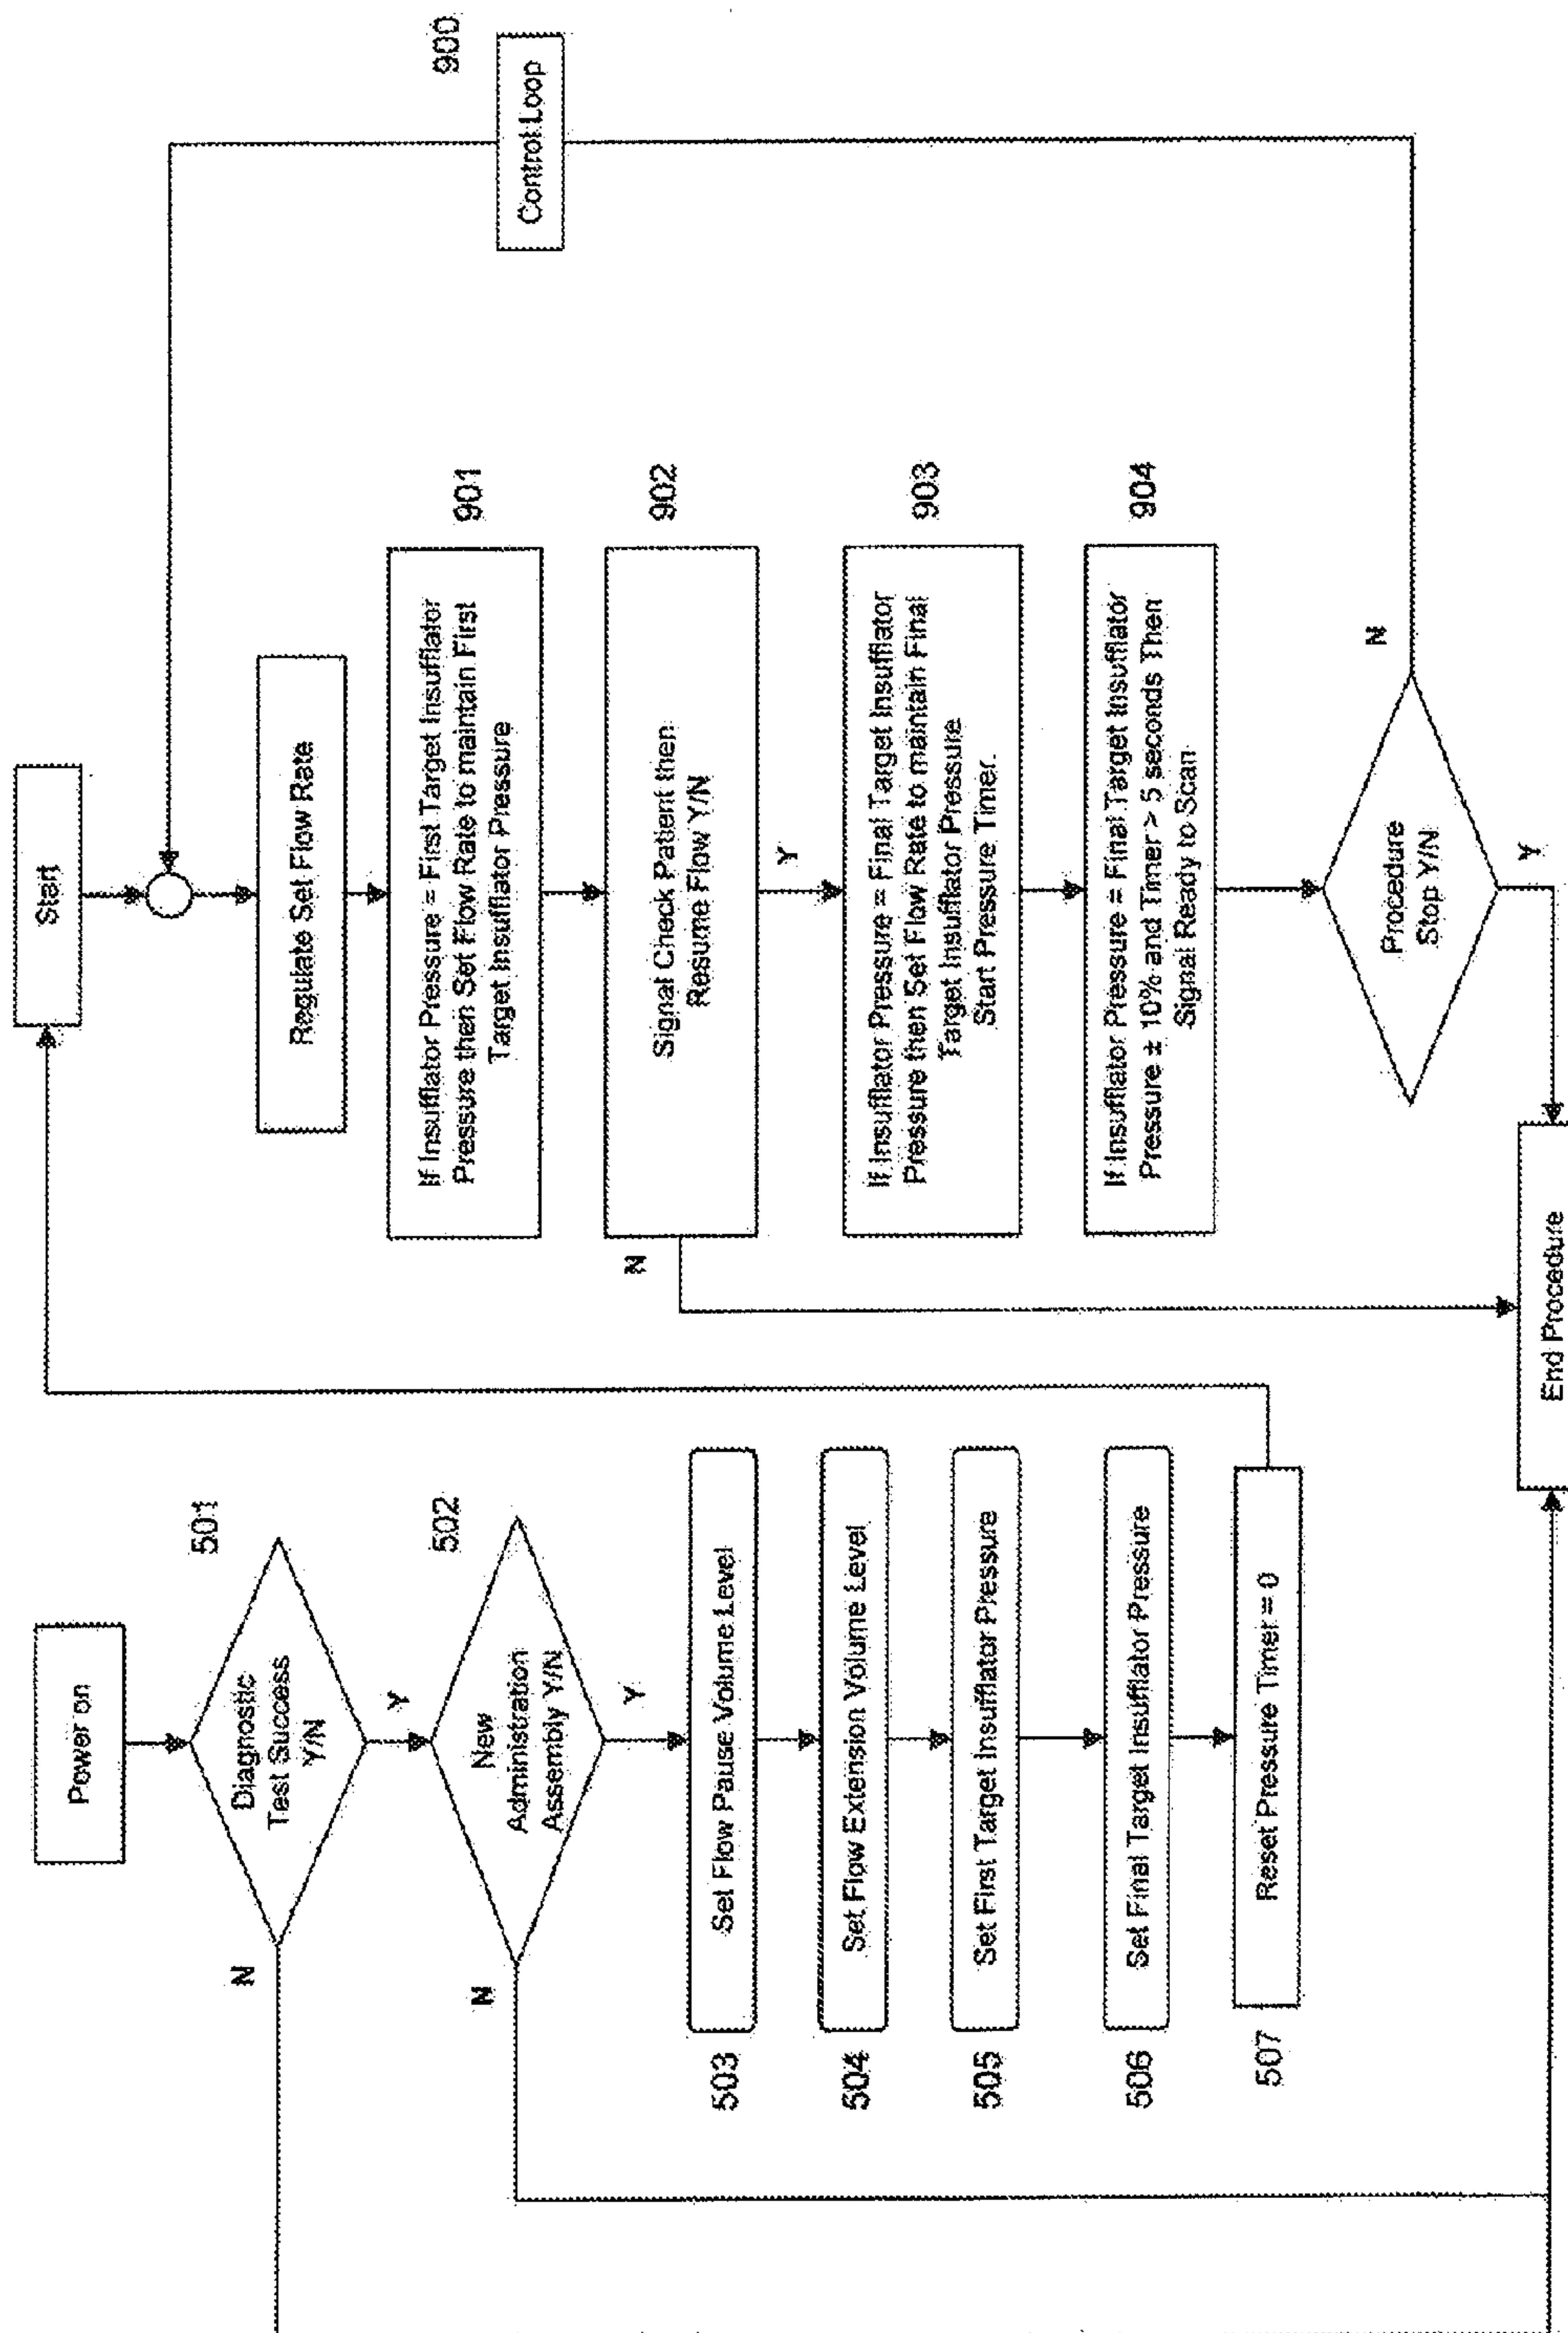 Power on
501
Diagnostic
Test Success
Y/N
N
Y
502
New
Administration
Assembly Y/N
N
Y
503
Set Flow Pause Volume Level
504
Set Flow Extension Volume Level
505
Set First Target Insufflator Pressure
506
Set Final Target Insufflator Pressure
507
Reset Pressure Timer = 0
Start
Regulate Set Flow Rate
If Insufflator Pressure = First Target Insufflator
Pressure then Set Flow Rate to maintain First
Target Insufflator Pressure
901
Signal Check Patient then
Resume Flow Y/N
902
N
Y
If Insufflator Pressure = Final Target Insufflator
Pressure then Set Flow Rate to maintain Final
Target Insufflator Pressure
Start Pressure Timer.
903
If Insufflator Pressure = Final Target Insufflator
Pressure ± 10% and Timer > 5 seconds Then
Signal Ready to Scan
904
Procedure
Stop Y/N
N
Y
End Procedure
900
Control Loop